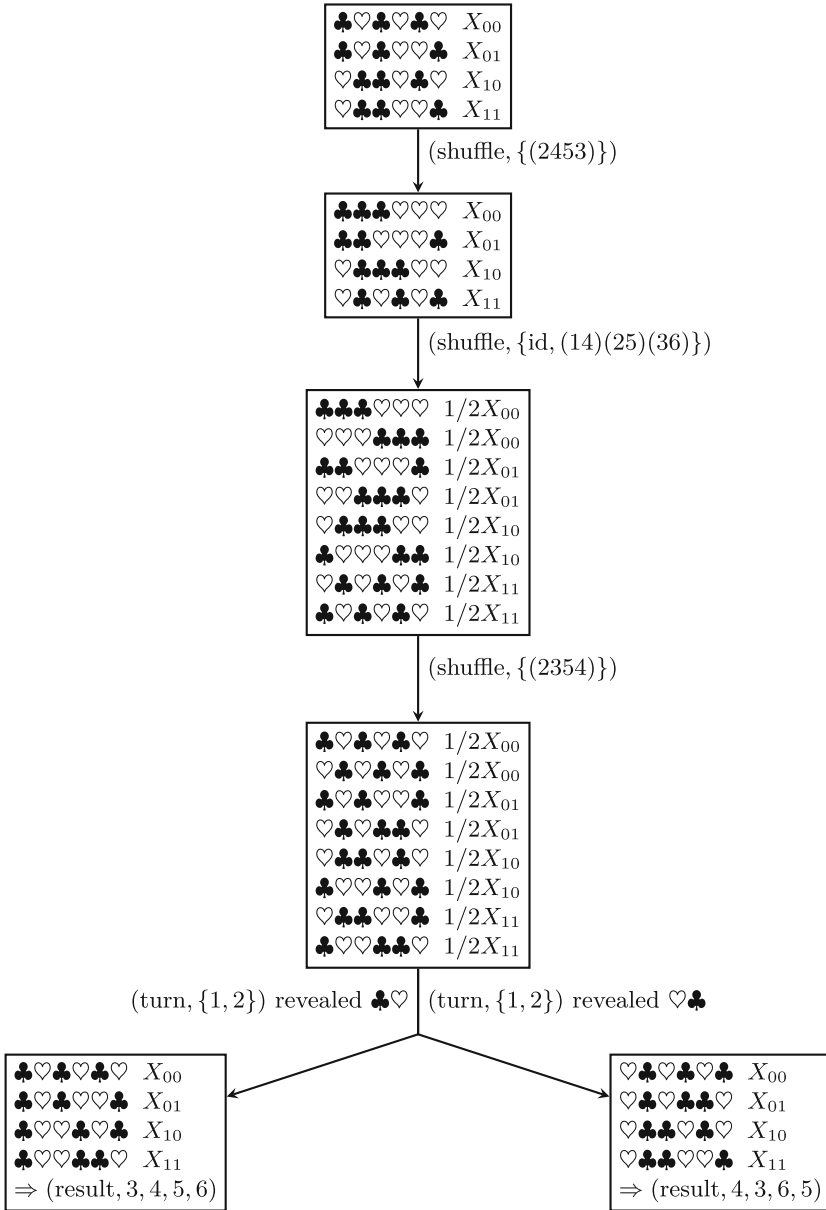 ♣♡♣♡♣♡ X₀₀
♣♡♣♡♡♣ X₀₁
♡♣♣♡♣♡ X₁₀
♡♣♣♡♡♣ X₁₁
(shuffle, {(2453)})
♣♣♣♡♡♡ X₀₀
♣♣♡♡♡♣ X₀₁
♡♣♣♣♡♡ X₁₀
♡♣♡♣♡♣ X₁₁
(shuffle, {id, (14)(25)(36)})
♣♣♣♡♡♡ 1/2X₀₀
♡♡♡♣♣♣ 1/2X₀₀
♣♣♡♡♡♣ 1/2X₀₁
♡♡♣♣♣♡ 1/2X₀₁
♡♣♣♣♡♡ 1/2X₁₀
♣♡♡♡♣♣ 1/2X₁₀
♡♣♡♣♡♣ 1/2X₁₁
♣♡♣♡♣♡ 1/2X₁₁
(shuffle, {(2354)})
♣♡♣♡♣♡ 1/2X₀₀
♡♣♡♣♡♣ 1/2X₀₀
♣♡♣♡♡♣ 1/2X₀₁
♡♣♡♣♣♡ 1/2X₀₁
♡♣♣♡♣♡ 1/2X₁₀
♣♡♡♣♡♣ 1/2X₁₀
♡♣♣♡♡♣ 1/2X₁₁
♣♡♡♣♣♡ 1/2X₁₁
(turn, {1, 2}) revealed ♣♡
(turn, {1, 2}) revealed ♡♣
♣♡♣♡♣♡ X₀₀
♣♡♣♡♡♣ X₀₁
♣♡♡♣♡♣ X₁₀
♣♡♡♣♣♡ X₁₁
⇒ (result, 3, 4, 5, 6)
♡♣♡♣♡♣ X₀₀
♡♣♡♣♣♡ X₀₁
♡♣♣♡♣♡ X₁₀
♡♣♣♡♡♣ X₁₁
⇒ (result, 4, 3, 6, 5)